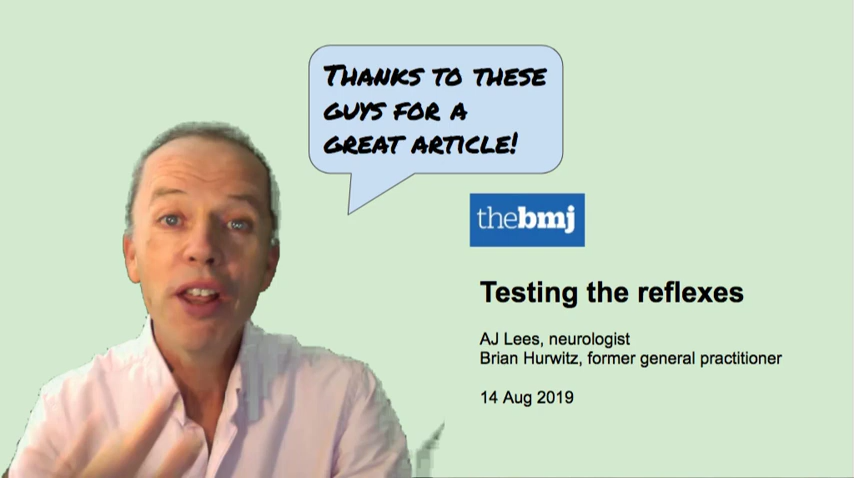 Thanks to these
guys for a
great article!
thebmj
Testing the reflexes
AJ Lees, neurologist
Brian Hurwitz, former general practitioner
14 Aug 2019